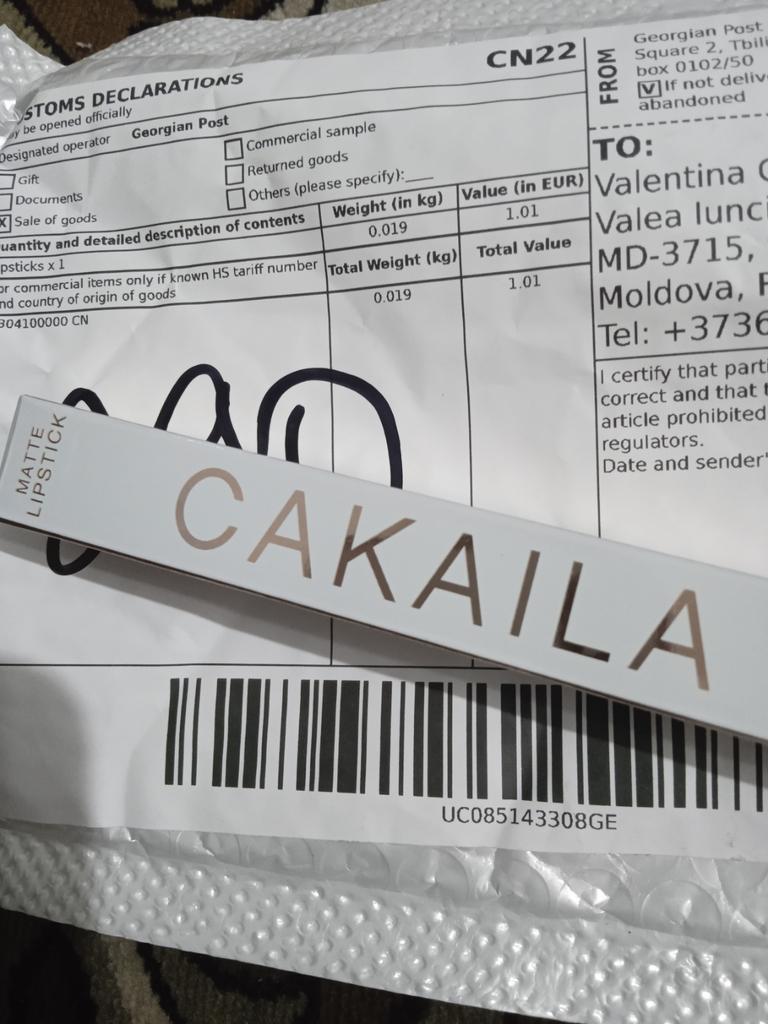 STOMS DECLARATIONS
CN22
y be opened officially
Designated operator Georgian Post
Gift
Documents
X Sale of goods
Commercial sample
Returned goods
Others (please specify):___
uantity and detailed description of contents
Weight (in kg)
Value (in EUR)
psticks x 1
0.019
1.01
or commercial items only if known HS tariff number
nd country of origin of goods
Total Weight (kg)
Total Value
304100000 CN
0.019
1.01
FROM
Georgian Post
Square 2, Tbili
box 0102/50
V If not deliv
abandoned
TO:
Valentina
Valea lunci
MD-3715,
Moldova,
Tel: +3736
I certify that parti
correct and that t
article prohibited
regulators.
Date and sender'
MATTE
LIPSTICK
CAKAILA
UC085143308GE